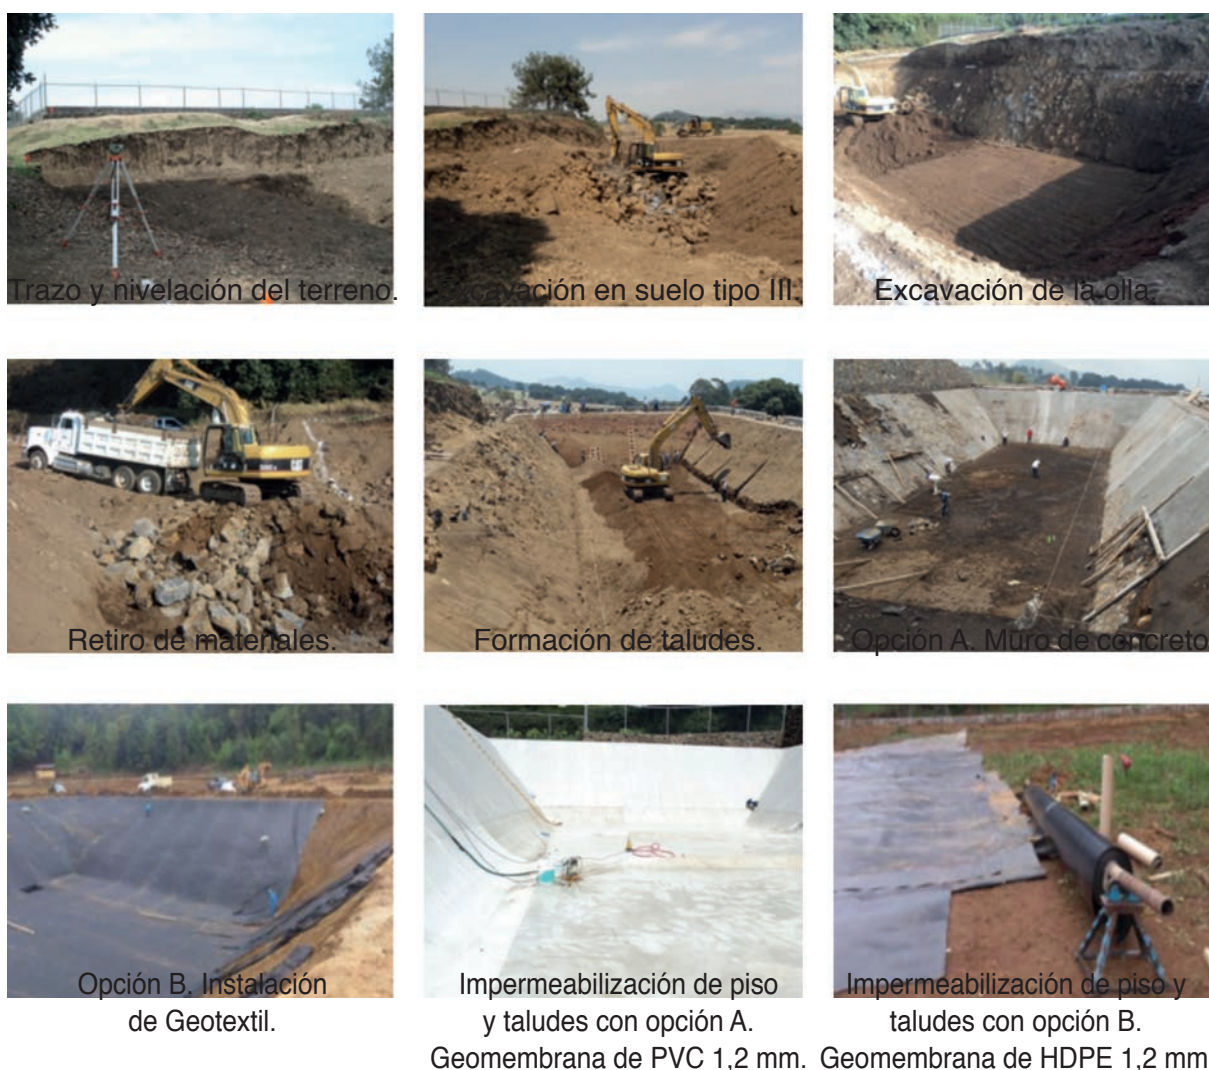 Trazo y nivelación del terreno.
Excavación en suelo tipo III.
Excavación de la olla.
Retiro de materiales.
Formación de taludes.
Opción A. Muro de concreto
Opción B. Instalación
de Geotextil.
Impermeabilización de piso
y taludes con opción A.
Geomembrana de PVC 1,2 mm.
Impermeabilización de piso y
taludes con opción B.
Geomembrana de HDPE 1,2 mm
CAT